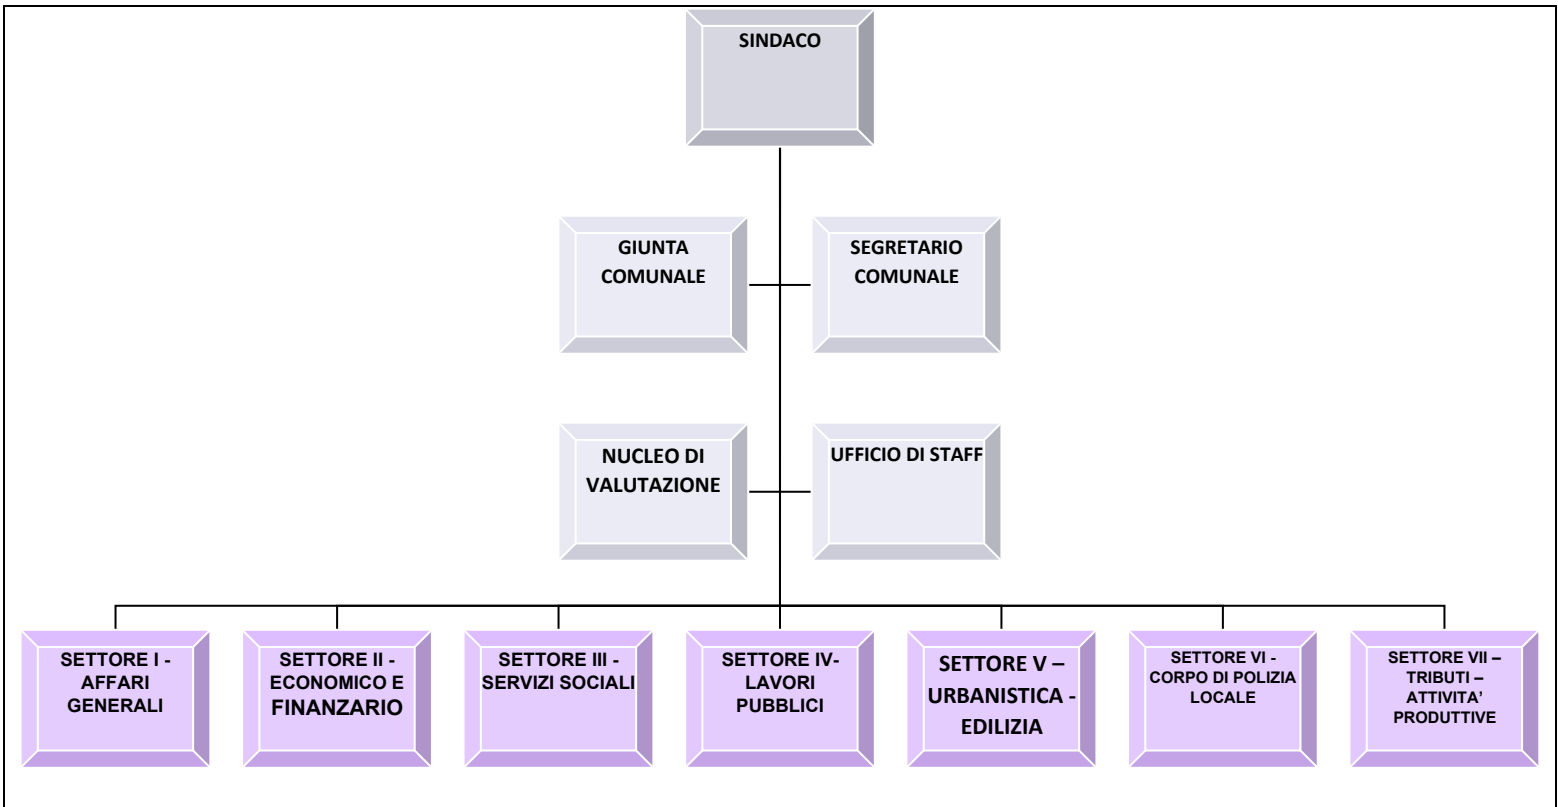 SINDACO
GIUNTA
COMUNALE
SEGRETARIO
COMUNALE
NUCLEO DI
VALUTAZIONE
UFFICIO DI STAFF
SETTORE I -
AFFARI
GENERALI
SETTORE II -
ECONOMICO E
FINANZARIO
SETTORE III -
SERVIZI SOCIALI
SETTORE IV-
LAVORI
PUBBLICI
SETTORE V –
URBANISTICA -
EDILIZIA
SETTORE VI -
CORPO DI POLIZIA
LOCALE
SETTORE VII –
TRIBUTI –
ATTIVITA’
PRODUTTIVE